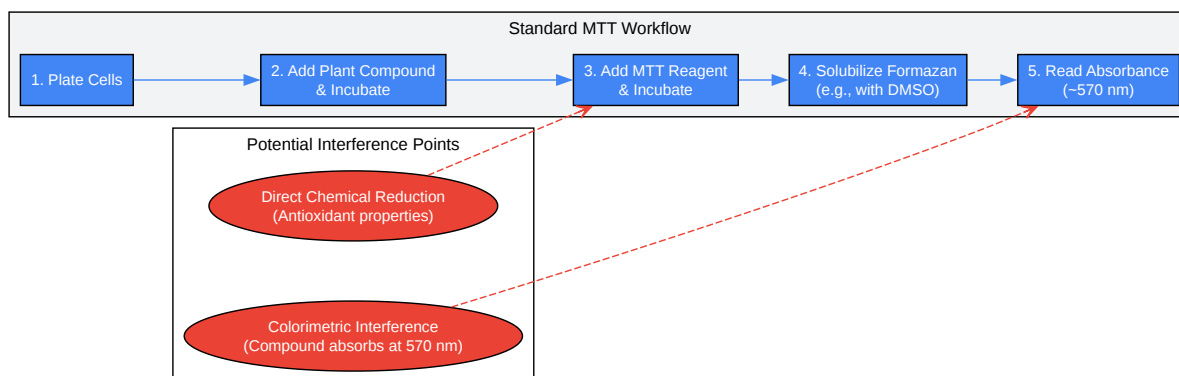 Standard MTT Workflow
1. Plate Cells
2. Add Plant Compound
& Incubate
3. Add MTT Reagent
& Incubate
4. Solubilize Formazan
(e.g., with DMSO)
5. Read Absorbance
(~570 nm)
Potential Interference Points
Direct Chemical Reduction
(Antioxidant properties)
Colorimetric Interference
(Compound absorbs at 570 nm)